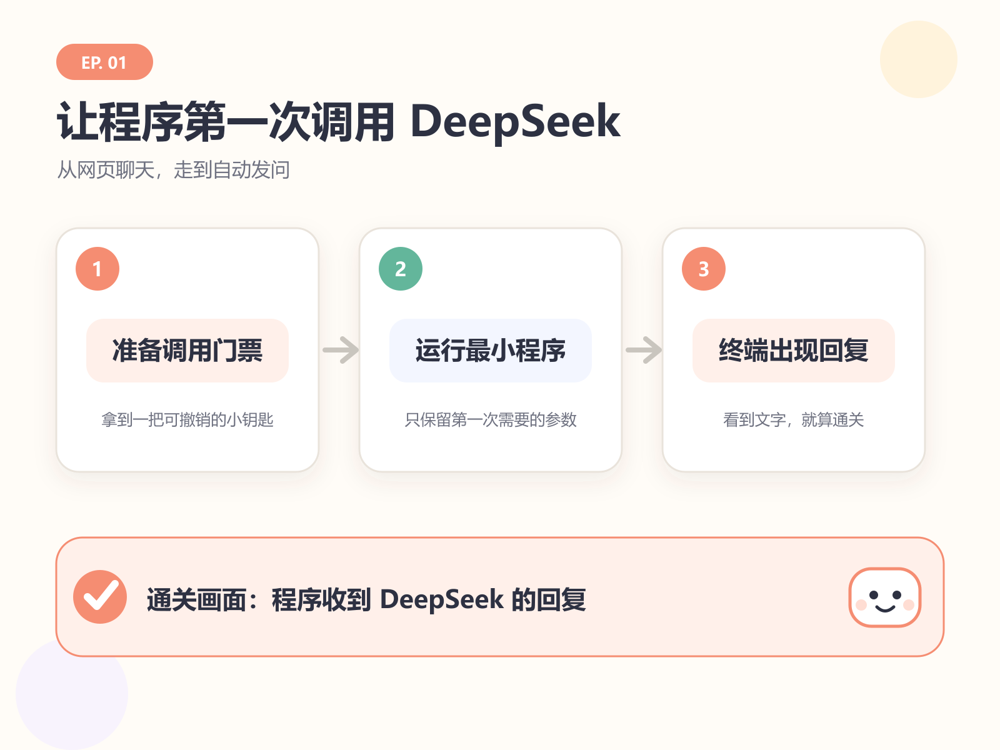 EP. 01
让程序第一次调用 DeepSeek
从网页聊天，走到自动发问
1
准备调用门票
拿到一把可撤销的小钥匙
2
运行最小程序
只保留第一次需要的参数
3
终端出现回复
看到文字，就算通关
通关画面：程序收到 DeepSeek 的回复